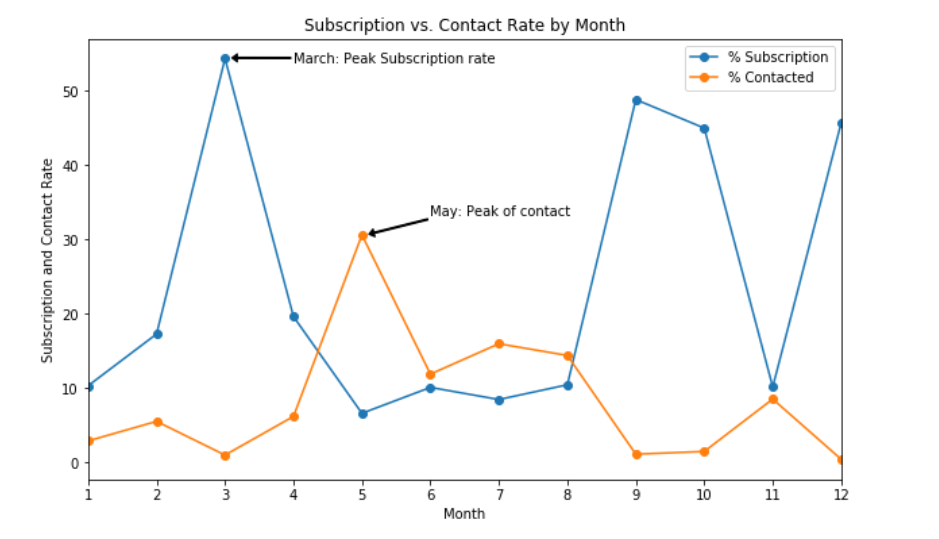 Subscription vs. Contact Rate by Month
March: Peak Subscription rate
% Subscription
% Contacted
May: Peak of contact
Subscription and Contact Rate
50
40
30
20
10
0
1 2 3 4 5 6 7 8 9 10 11 12
Month